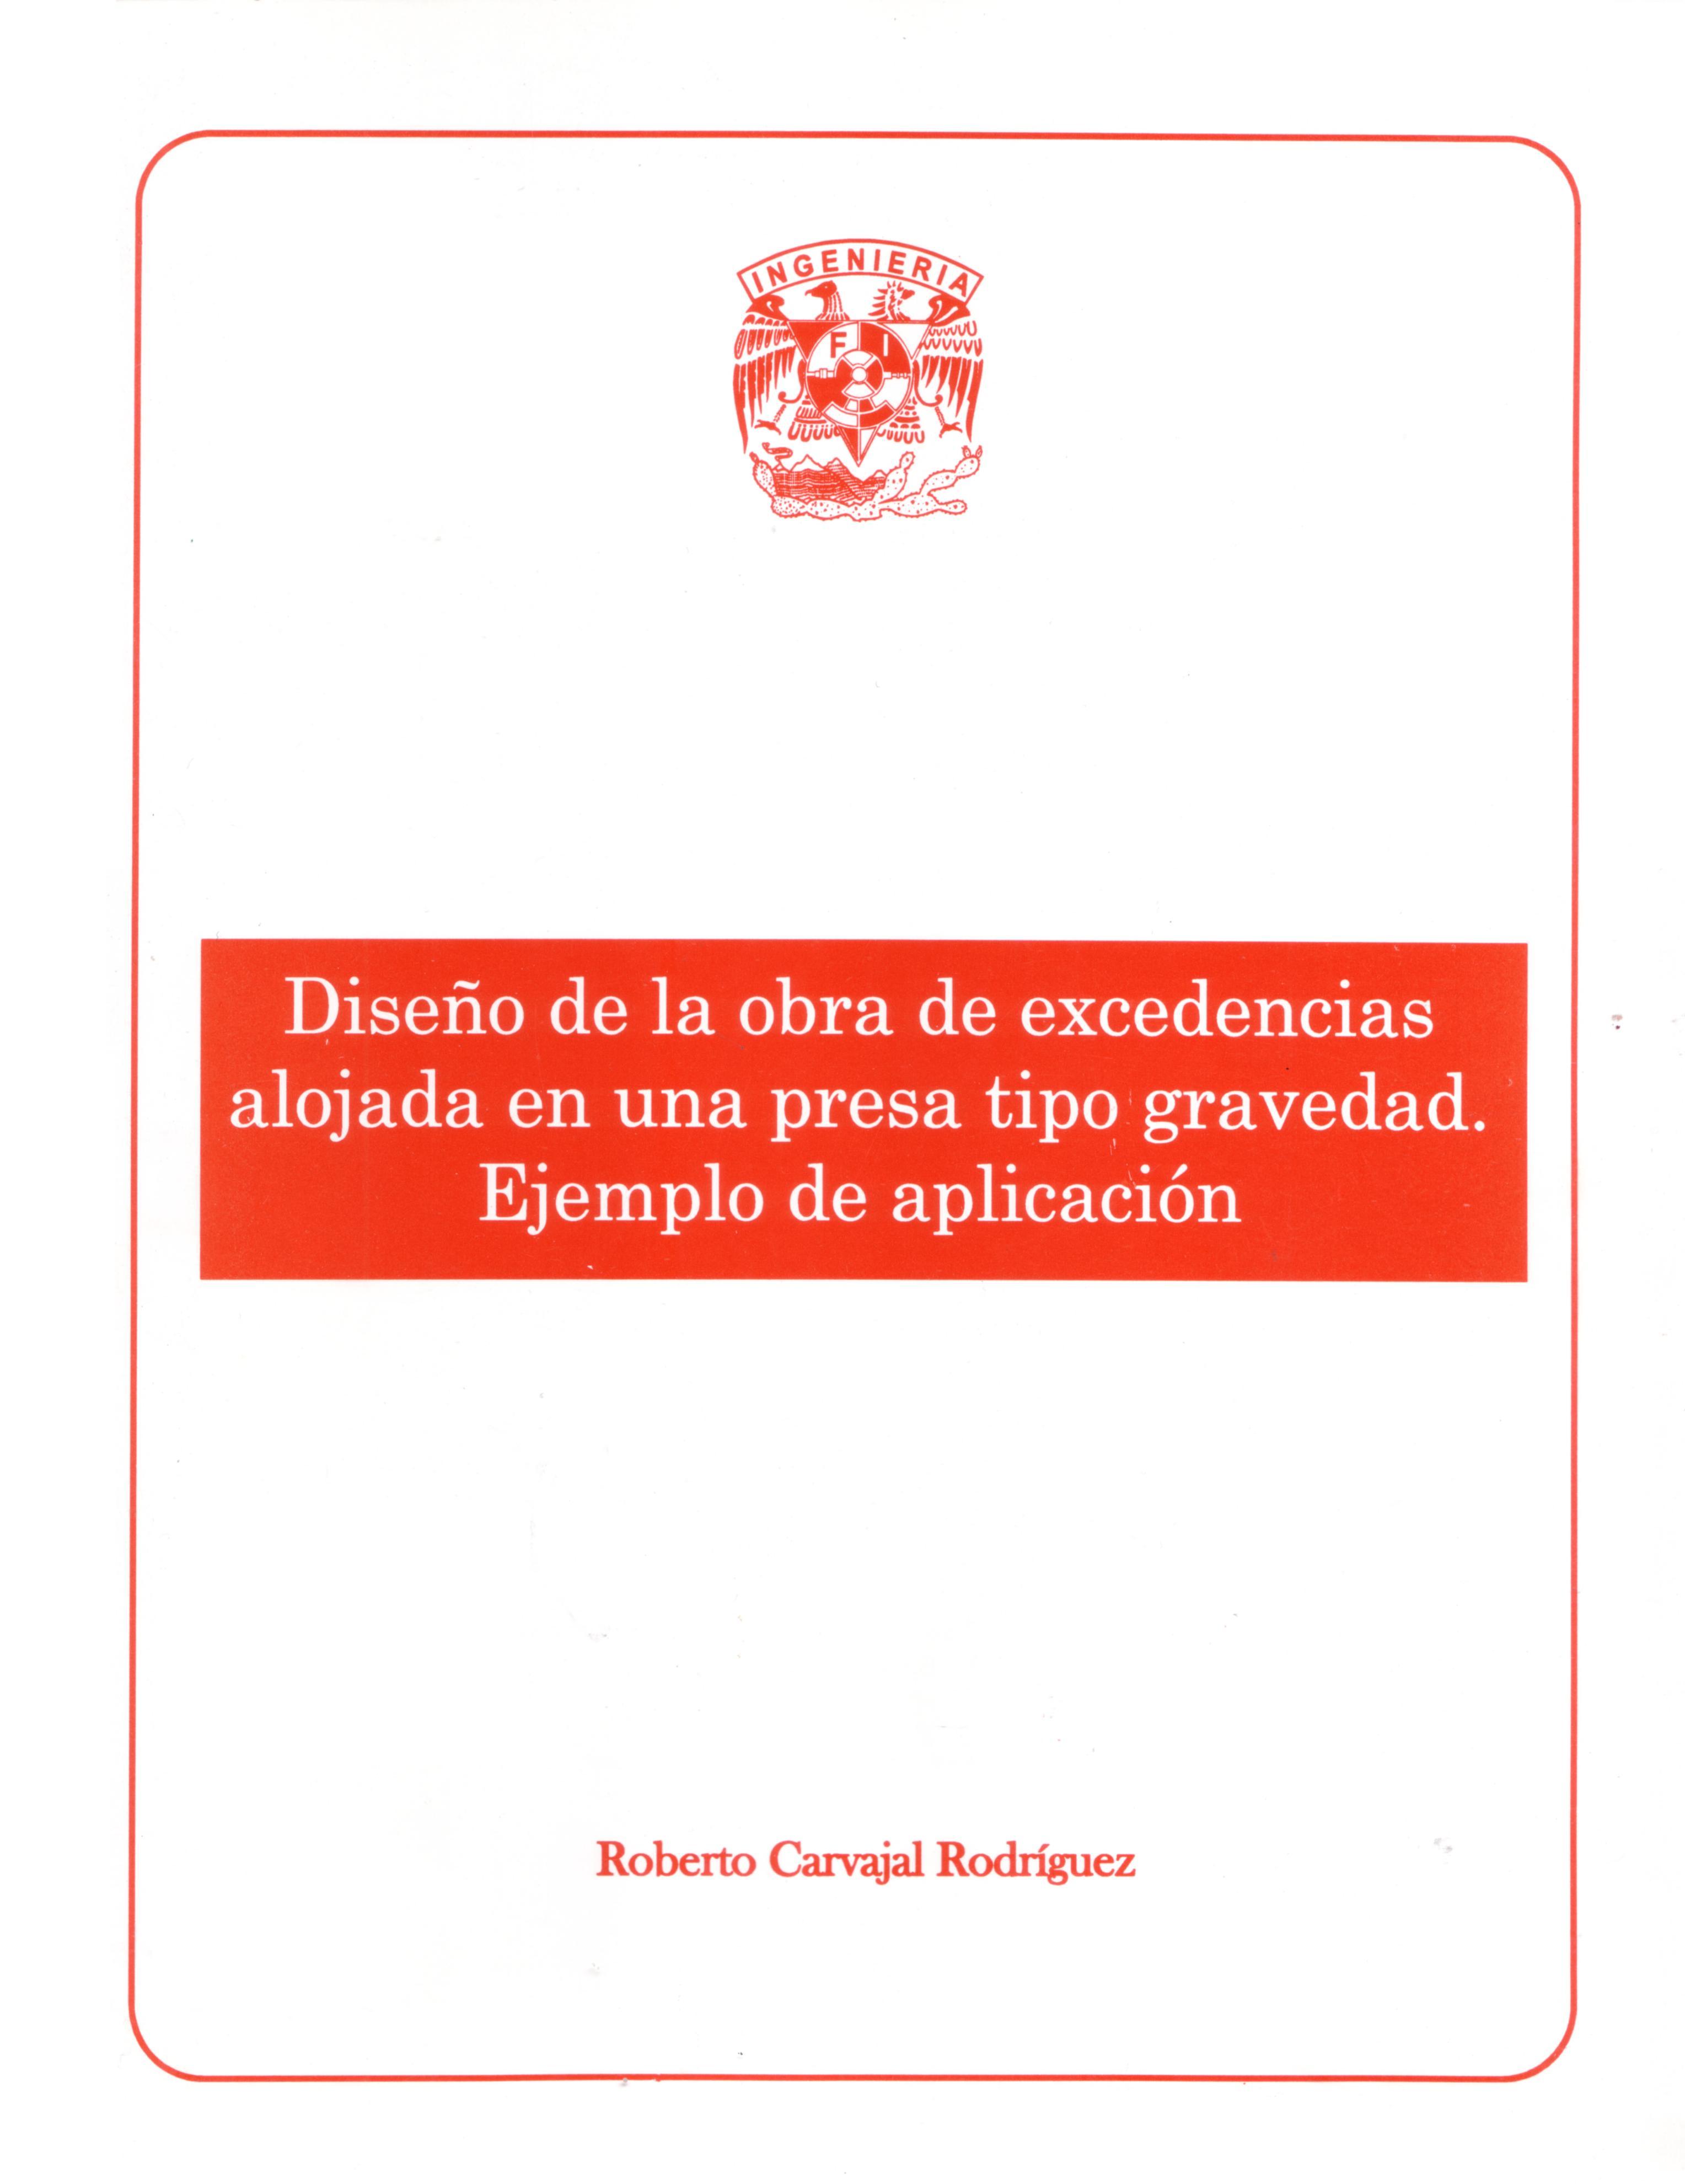 INGENIERIA
F I
Diseño de la obra de excedencias
alojada en una presa tipo gravedad.
Ejemplo de aplicación
Roberto Carvajal Rodríguez